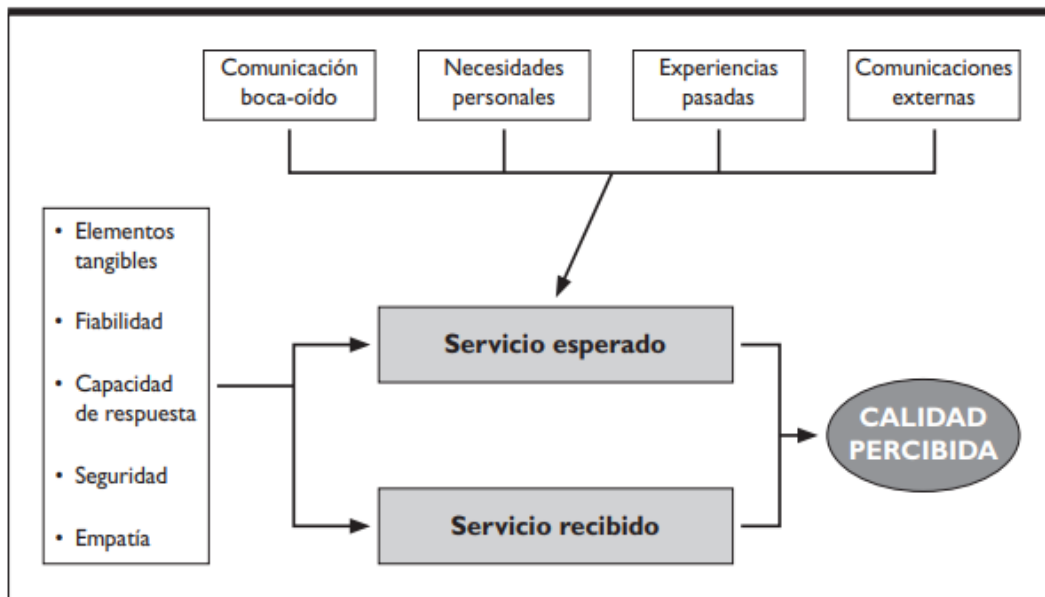 Comunicación
boca-oído
Necesidades
personales
Experiencias
pasadas
Comunicaciones
externas
• Elementos
tangibles
• Fiabilidad
• Capacidad
de respuesta
• Seguridad
• Empatía
Servicio esperado
Servicio recibido
CALIDAD
PERCIBIDA